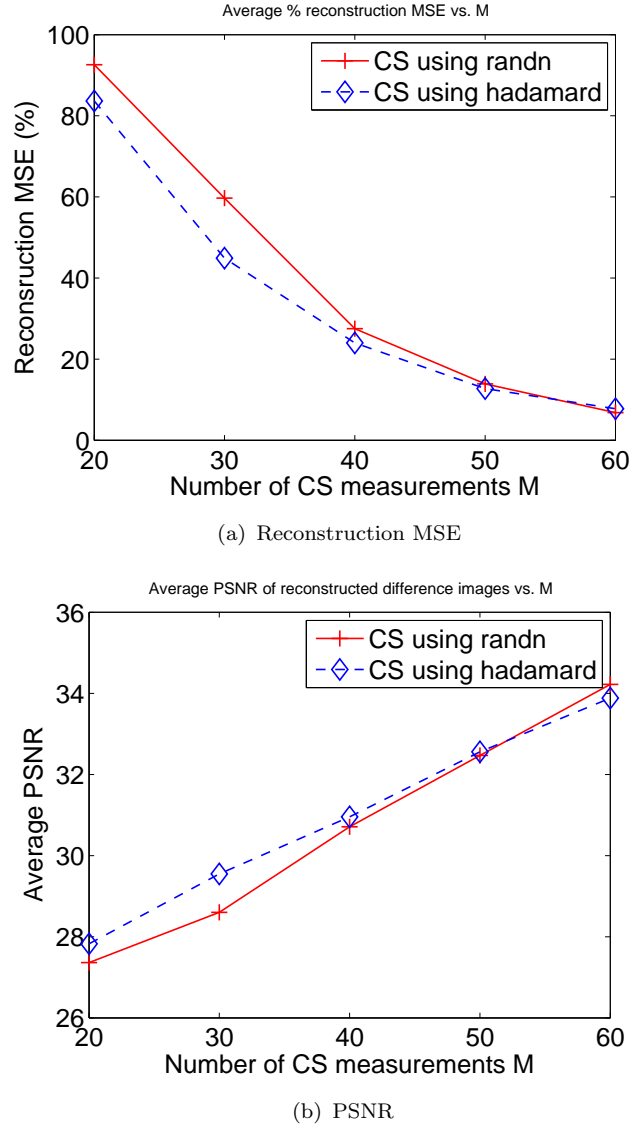 Average % reconstruction MSE vs. M
100
80
60
40
20
0
Reconsruction MSE (%)
CS using randn
CS using hadamard
20 30 40 50 60
Number of CS measurements M
(a) Reconstruction MSE
Average PSNR of reconstructed difference images vs. M
36
34
32
30
28
26
Average PSNR
CS using randn
CS using hadamard
20 30 40 50 60
Number of CS measurements M
(b) PSNR